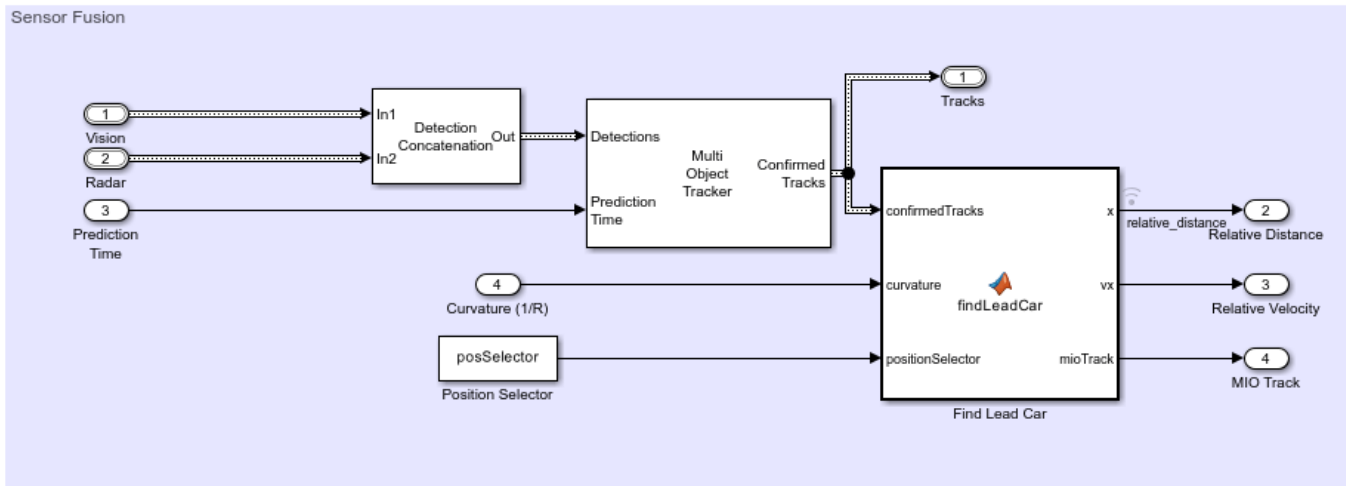 Sensor Fusion
1
Vision
2
Radar
3
Prediction
Time
In1
In2
Detection
Concatenation
Out
Detections
Prediction
Time
Multi
Object
Tracker
Confirmed
Tracks
1
Tracks
4
Curvature (1/R)
posSelector
Position Selector
confirmedTracks
curvature
positionSelector
findLeadCar
x
vx
mioTrack
Find Lead Car
relative_distance
2
Relative Distance
3
Relative Velocity
4
MIO Track